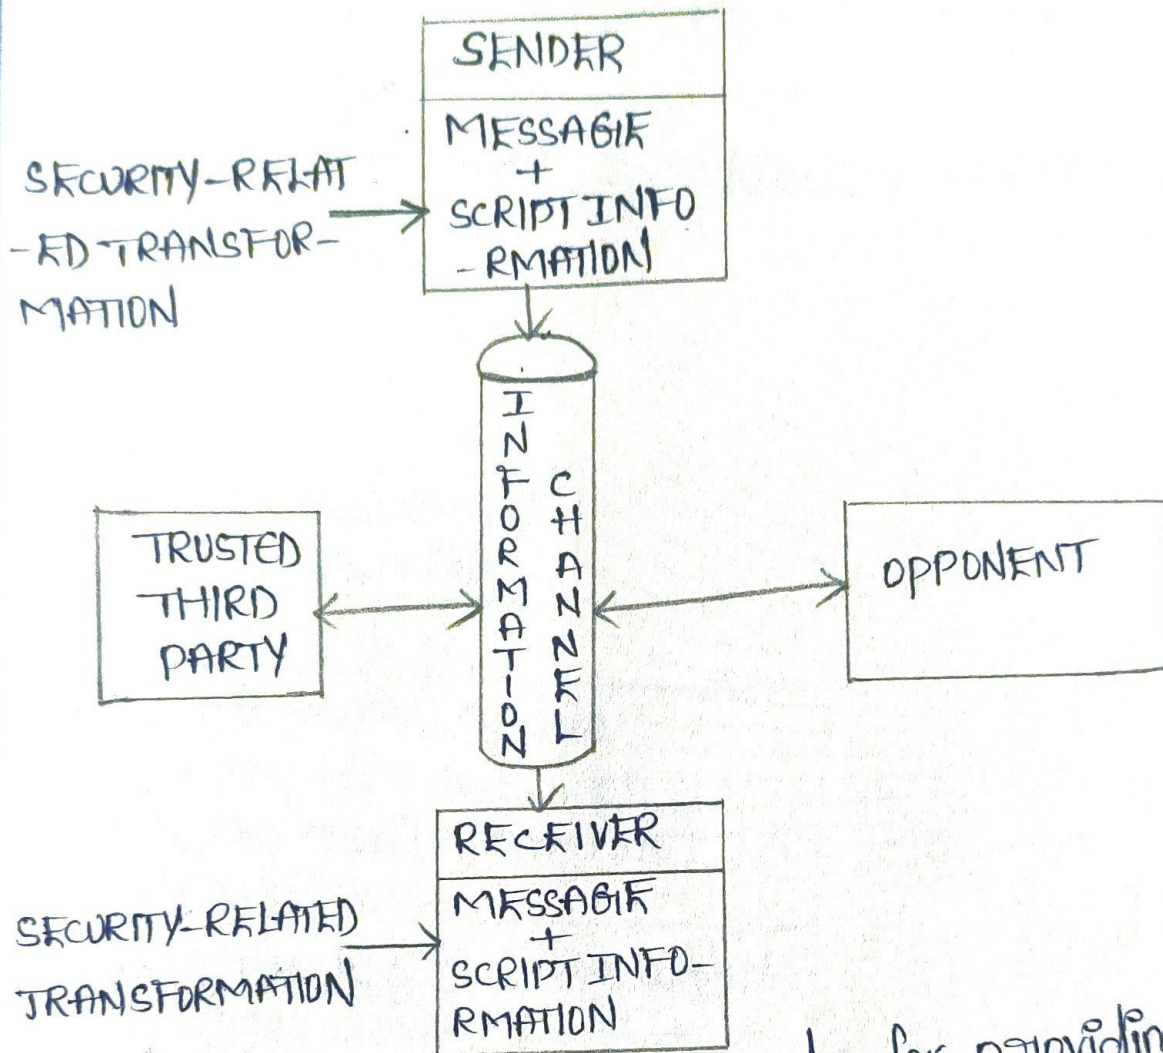 SENDER
MESSAGE
+
SCRIPT INFO
-RMATION
SECURITY-RELAT
-ED TRANSFOR-
MATION
INFORMATION
CHANNEL
TRUSTED
THIRD
PARTY
OPPONENT
RECEIVER
MESSAGE
+
SCRIPT INFO-
RMATION
SECURITY-RELATED
TRANSFORMATION
for